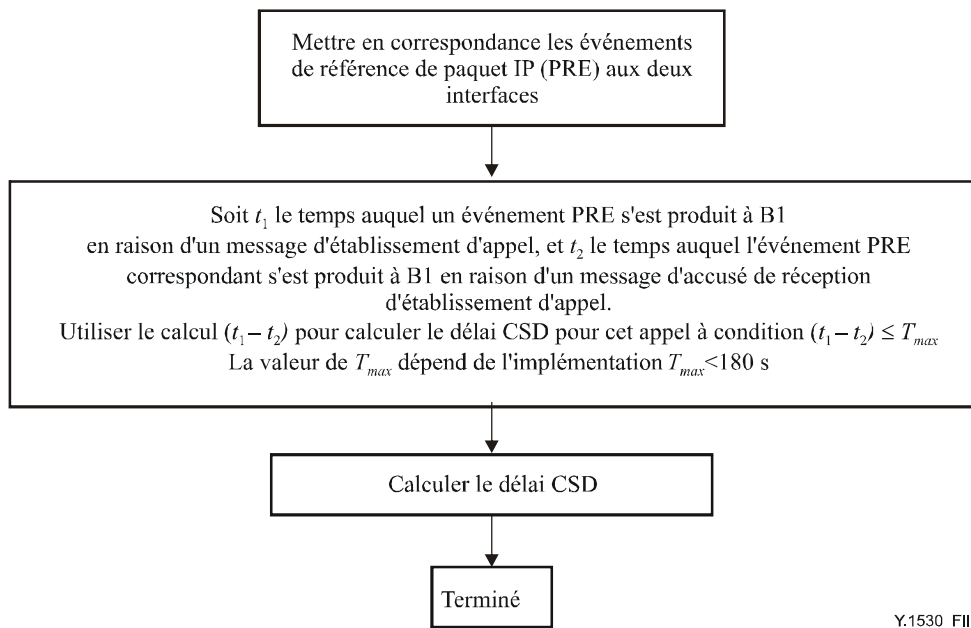 Mettre en correspondance les événements
de référence de paquet IP (PRE) aux deux
interfaces
Soit t₁ le temps auquel un événement PRE s'est produit à B1
en raison d'un message d'établissement d'appel, et t₂ le temps auquel l'événement PRE
correspondant s'est produit à B1 en raison d'un message d'accusé de réception
d'établissement d'appel.
Utiliser le calcul (t₁ – t₂) pour calculer le délai CSD pour cet appel à condition (t₁ – t₂) ≤ Tmax
La valeur de Tmax dépend de l'implémentation Tmax<180 s
Calculer le délai CSD
Terminé